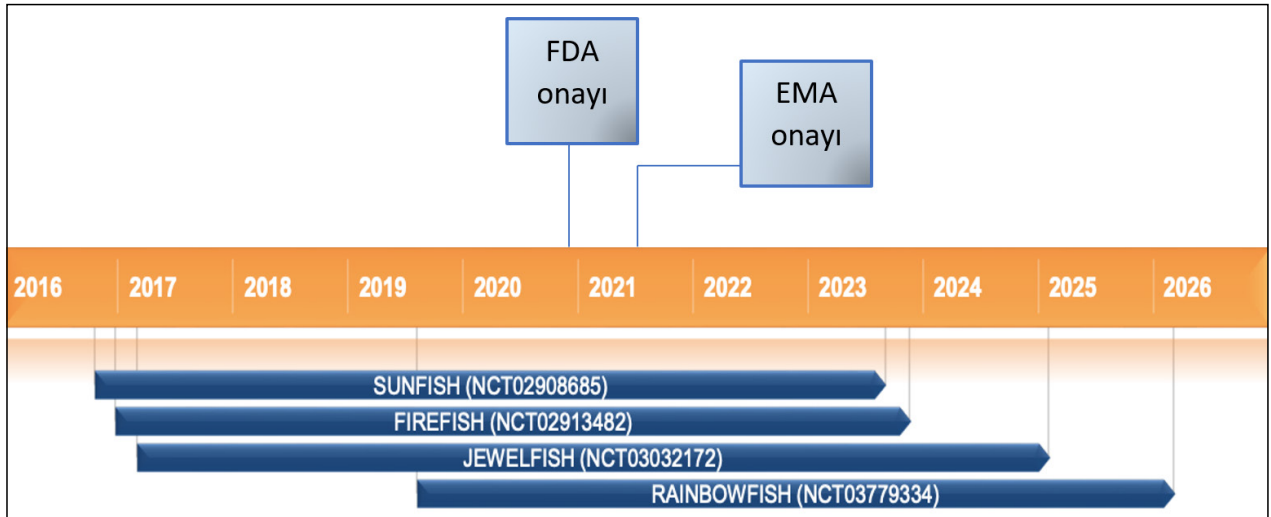 FDA
onayı
EMA
onayı
2016 2017 2018 2019 2020 2021 2022 2023 2024 2025 2026
SUNFISH (NCT02908685)
FIREFISH (NCT02913482)
JEWELFISH (NCT03032172)
RAINBOWFISH (NCT03779334)